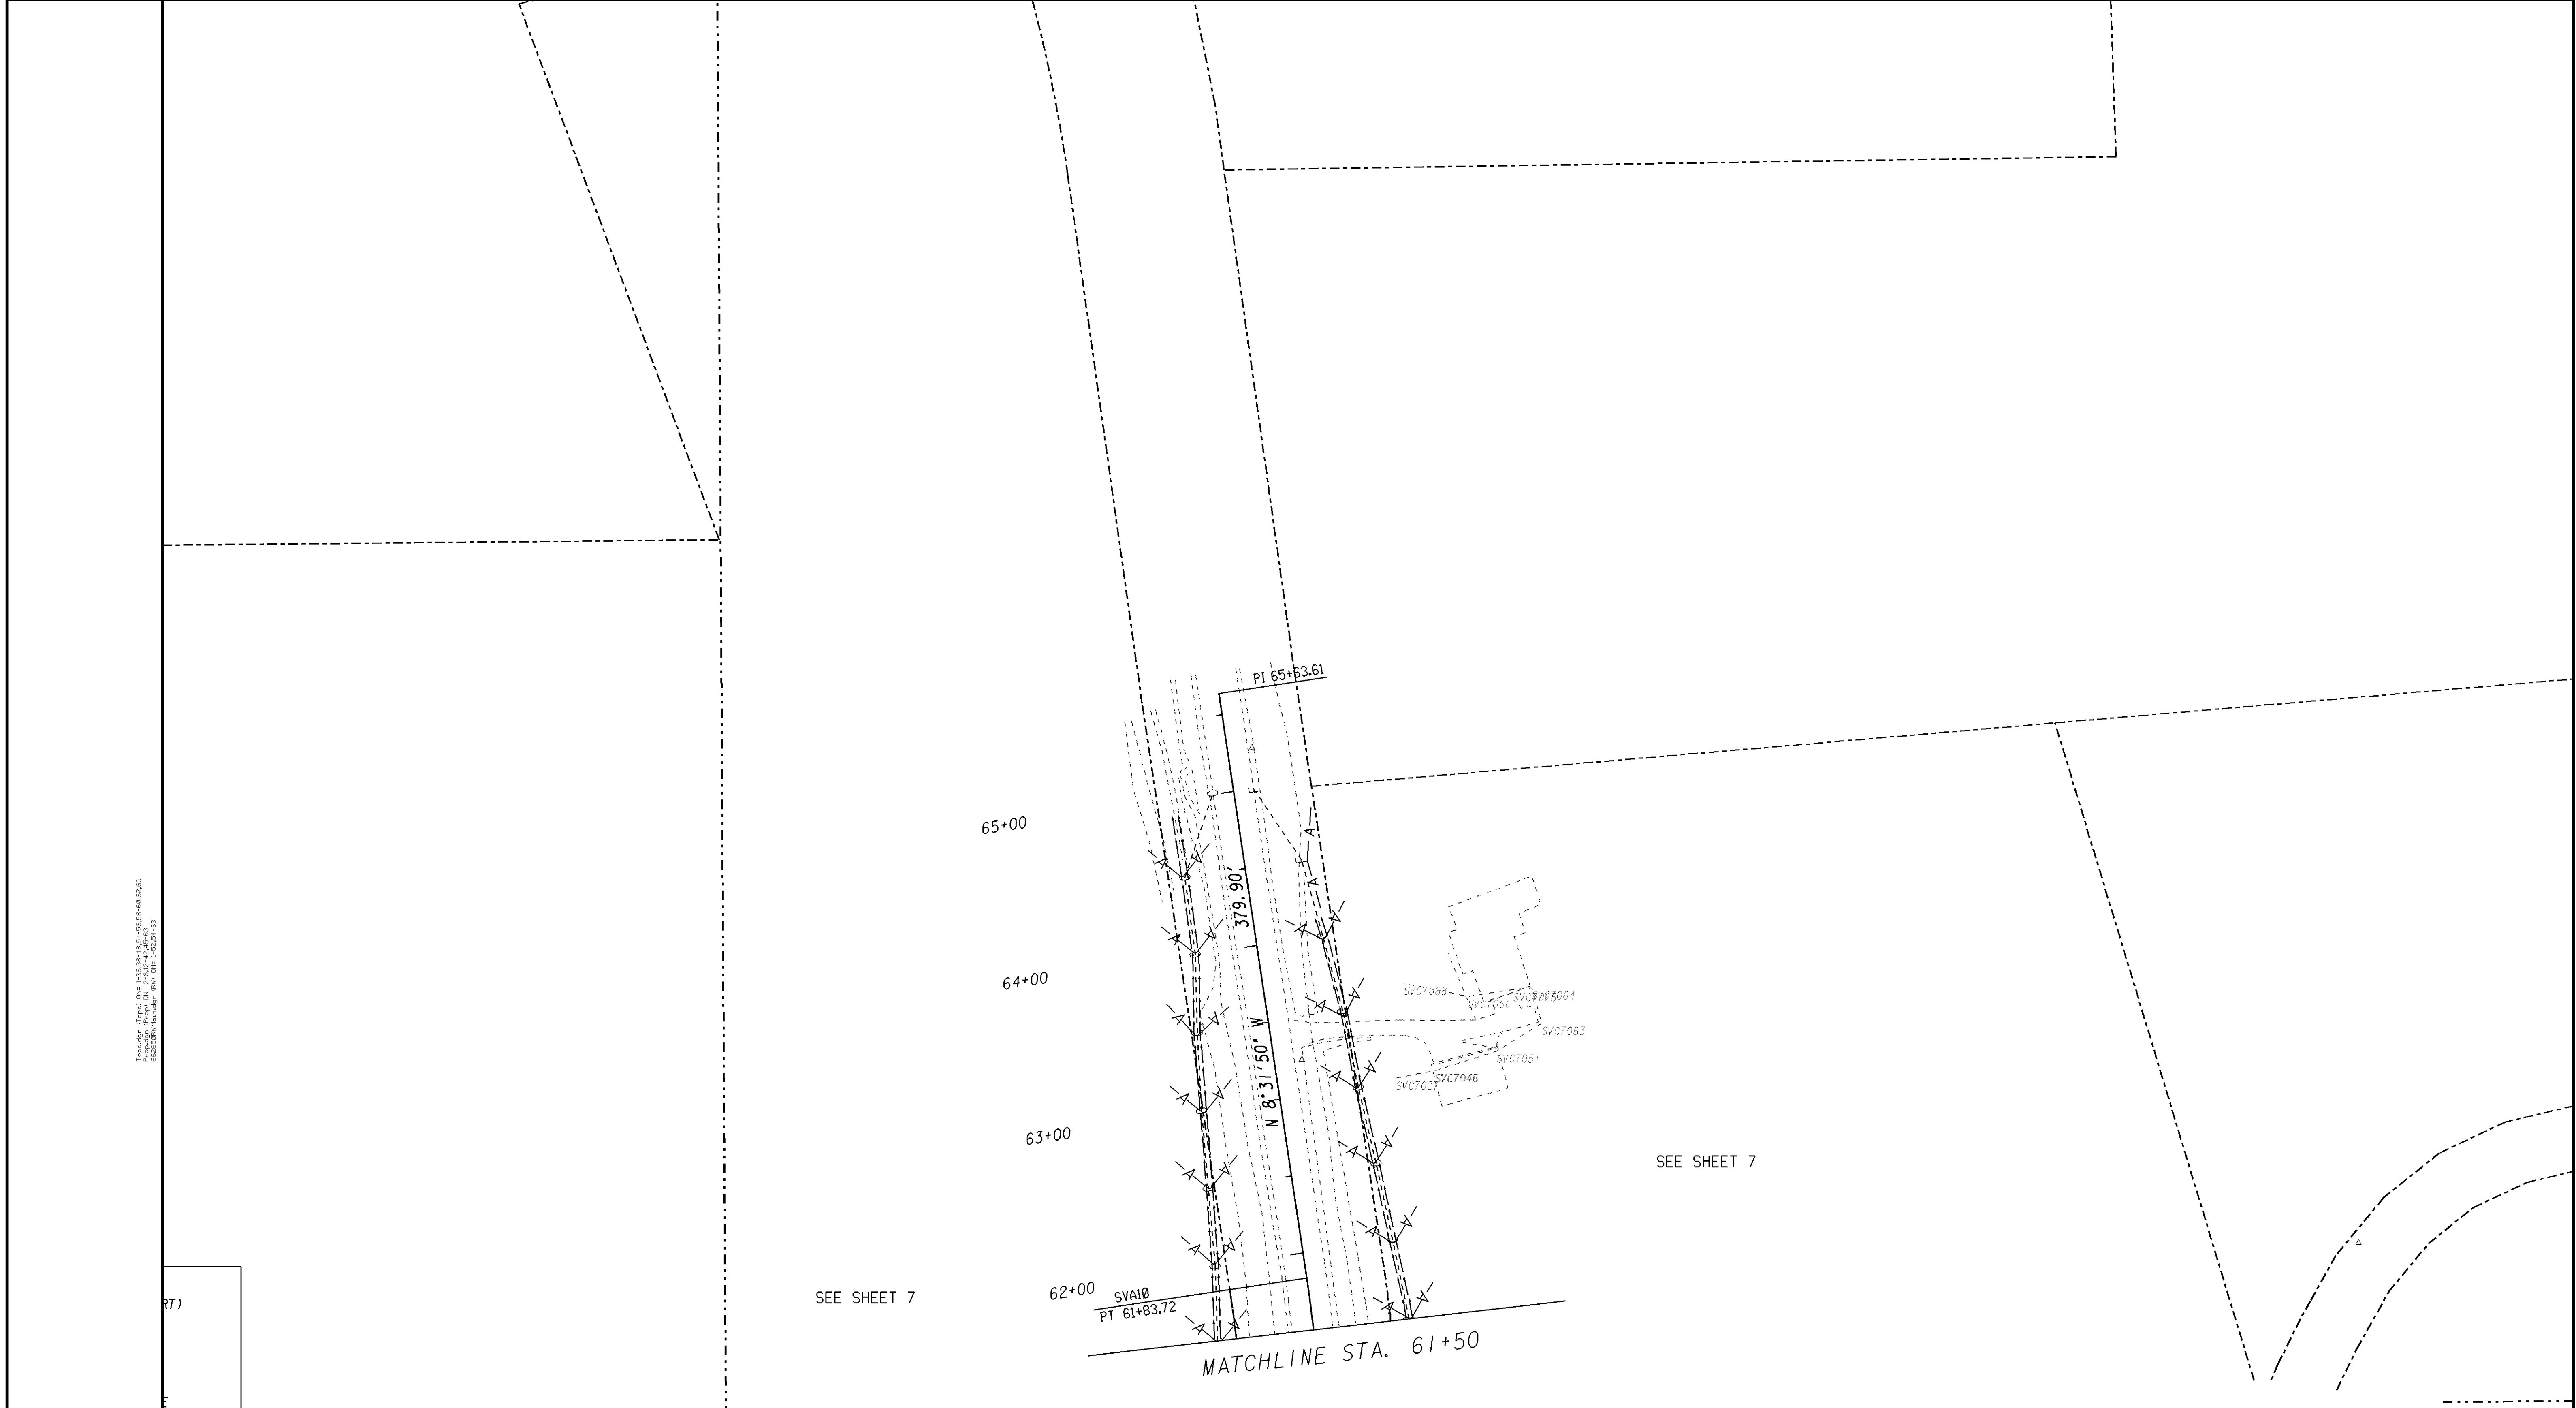 PI 65+63.61
65+00
379.90'
64+00
SVC7068
SVC7066
SVC7064
SVC7063
SVC7051
SVC7046
N 8° 31' 50" W
63+00
SEE SHEET 7
62+00
SVA10
PT 61+83.72
SEE SHEET 7
MATCHLINE STA. 61+50
RT)
A A A A A A A A A A A A A A A A A A A A A A A A A A A A